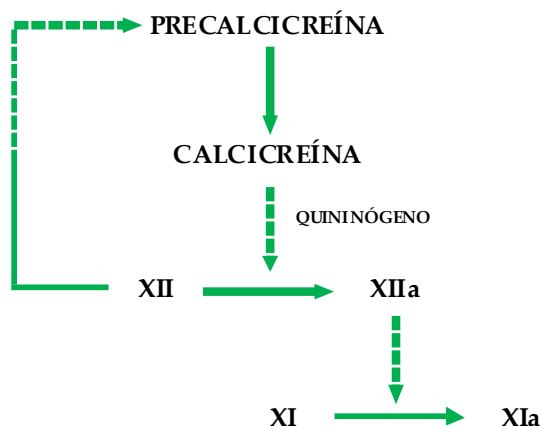 PRECALCICREÍNA
CALCICREÍNA
QUININÓGENO
XII XIIa
XI XIa